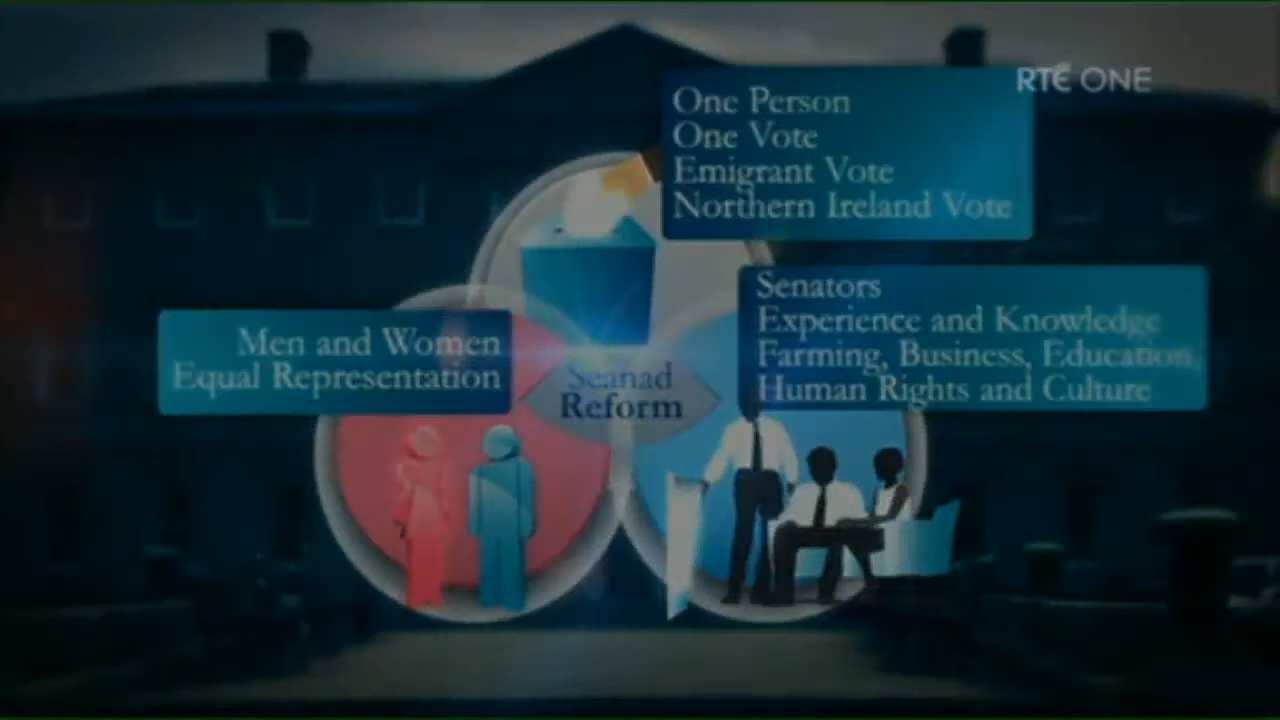 RTÉ ONE
One Person
One Vote
Emigrant Vote
Northern Ireland Vote
Senators
Experience and Knowledge
Farming, Business, Education,
Human Rights and Culture
Men and Women
Equal Representation
Seanad
Reform